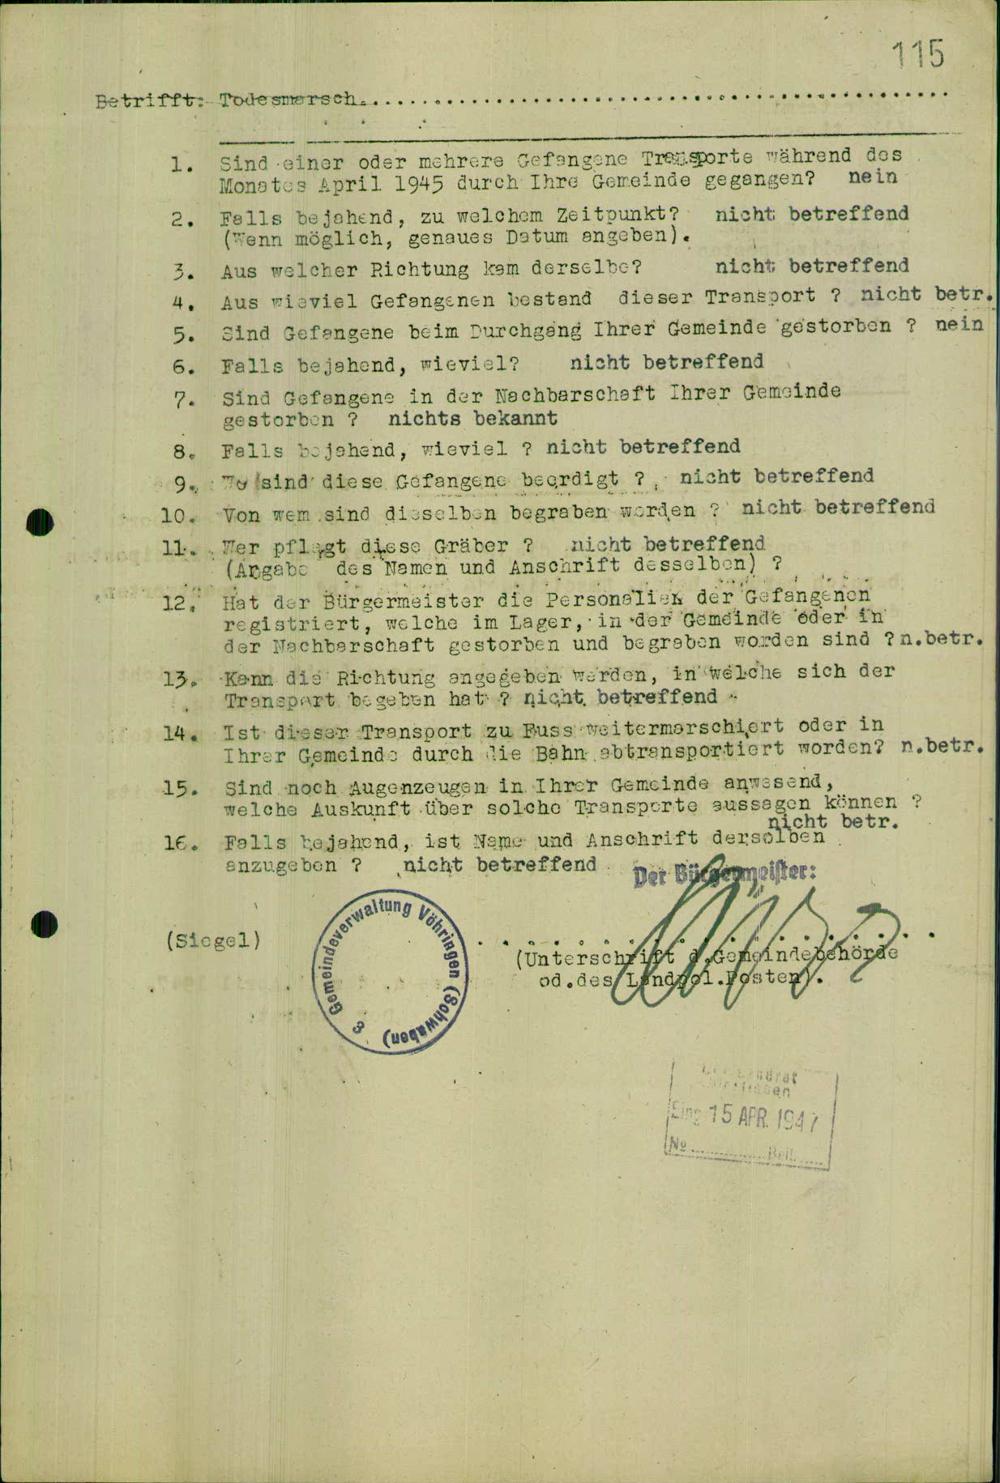 115
Betrifft: Todesmarsch.
1. Sind einer oder mehrere Gefangene Transporte während des
Monates April 1945 durch Ihre Gemeinde gegangen? nein
2. Falls bejahend, zu welchem Zeitpunkt? nicht betreffend
(Wenn möglich, genaues Datum angeben).
3. Aus welcher Richtung kam derselbe? nicht betreffend
4. Aus wieviel Gefangenen bestand dieser Transport ? nicht betr.
5. Sind Gefangene beim Durchgang Ihrer Gemeinde gestorben ? nein
6. Falls bejahend, wieviel? nicht betreffend
7. Sind Gefangene in der Nachbarschaft Ihrer Gemeinde
gestorben ? nichts bekannt
8. Falls bejahend, wieviel ? nicht betreffend
9. Wo sind diese Gefangene beerdigt ? nicht betreffend
10. Von wem sind dieselben begraben worden ? nicht betreffend
11. Wer pflegt diese Gräber ? nicht betreffend
(Angabe des Namen und Anschrift desselben) ?
12. Hat der Bürgermeister die Personalien der Gefangenen
registriert, welche im Lager, in der Gemeinde oder in
der Nachbarschaft gestorben und begraben worden sind ? n.betr.
13. Kann die Richtung angegeben werden, in welche sich der
Transport begeben hat ? nicht betreffend
14. Ist dieser Transport zu Fuss weitermarschiert oder in
Ihrer Gemeinde durch die Bahn abtransportiert worden? n.betr.
15. Sind noch Augenzeugen in Ihrer Gemeinde anwesend,
welche Auskunft über solche Transporte aussagen können ?
nicht betr.
16. Falls bejahend, ist Name und Anschrift derselben
anzugeben ? nicht betreffend
Der Bürgermeister:
(Siegel)
Gemeindeverwaltung Vöhringen (Schwaben)
(Unterschrift d.Gemeindebehörde
od.des Landpol.Posten).
Eing. 15 APR. 1947
No Beil.